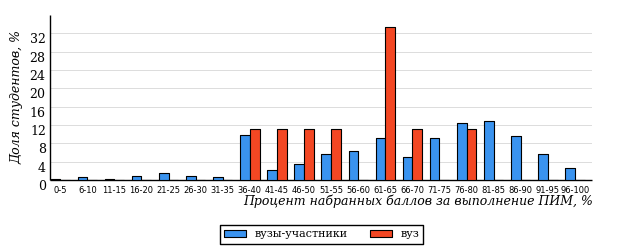 Доля студентов, %
32
28
24
20
16
12
8
4
0
0-5 6-10 11-15 16-20 21-25 26-30 31-35 36-40 41-45 46-50 51-55 56-60 61-65 66-70 71-75 76-80 81-85 86-90 91-95 96-100
Процент набранных баллов за выполнение ПИМ, %
вузы-участники вуз